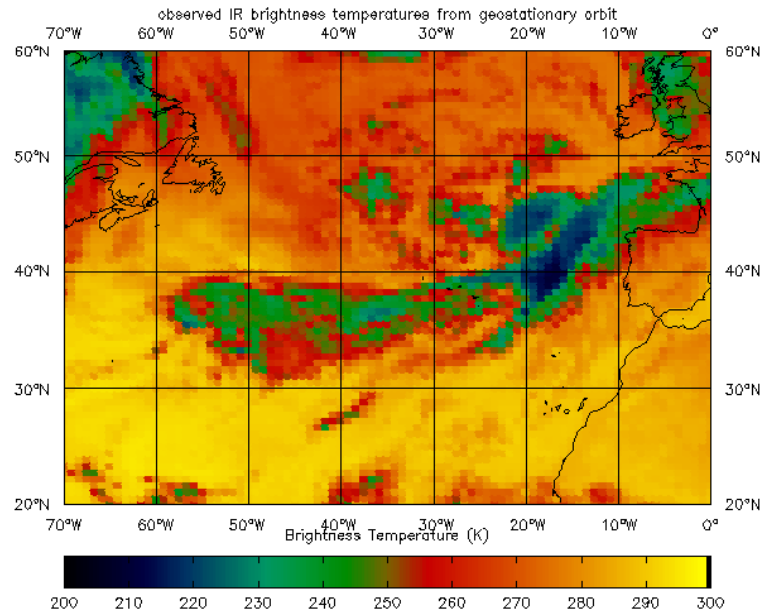 observed IR brightness temperatures from geostationary orbit
70°W 60°W 50°W 40°W 30°W 20°W 10°W 0°
60°N 60°N
50°N 50°N
40°N 40°N
30°N 30°N
20°N 20°N
70°W 60°W 50°W 40°W 30°W 20°W 10°W 0°
Brightness Temperature (K)
200 210 220 230 240 250 260 270 280 290 300